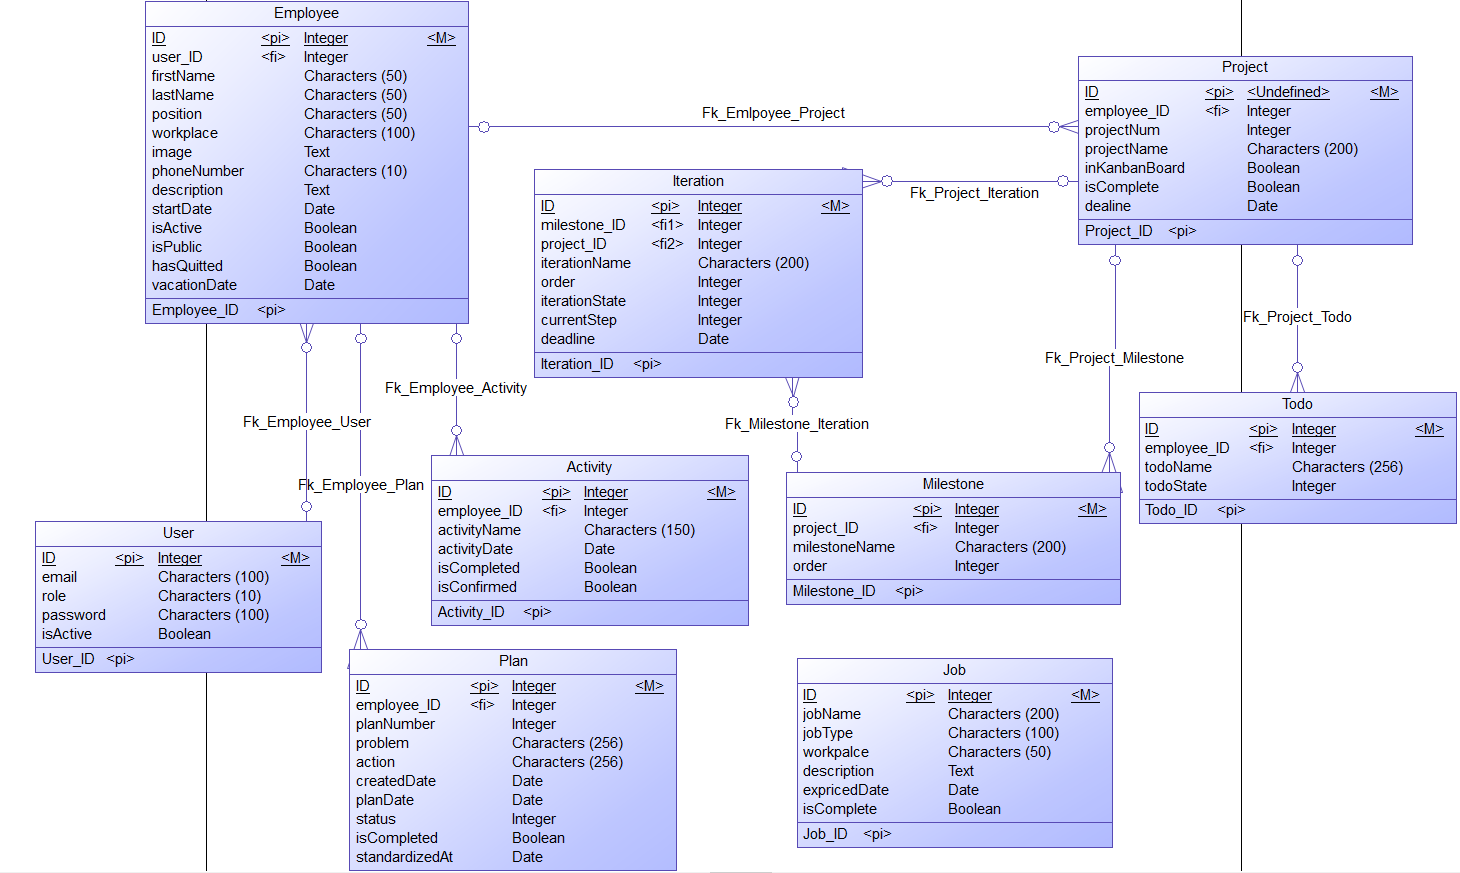 Employee
ID <pi> Integer <M>
user_ID <fi> Integer
firstName Characters (50)
lastName Characters (50)
position Characters (50)
workplace Characters (100)
image Text
phoneNumber Characters (10)
description Text
startDate Date
isActive Boolean
isPublic Boolean
hasQuitted Boolean
vacationDate Date
Employee_ID <pi>
Fk_Emlpoyee_Project
Project
ID <pi> <Undefined> <M>
employee_ID <fi> Integer
projectNum Integer
projectName Characters (200)
inKanbanBoard Boolean
isComplete Boolean
dealine Date
Project_ID <pi>
Iteration
ID <pi> Integer <M>
milestone_ID <fi1> Integer
project_ID <fi2> Integer
iterationName Characters (200)
order Integer
iterationState Integer
currentStep Integer
deadline Date
Iteration_ID <pi>
Fk_Project_Iteration
Fk_Project_Todo
Fk_Project_Milestone
Fk_Employee_Activity
Fk_Employee_User
Fk_Milestone_Iteration
Fk_Employee_Plan
Todo
ID <pi> Integer <M>
employee_ID <fi> Integer
todoName Characters (256)
todoState Integer
Todo_ID <pi>
Activity
ID <pi> Integer <M>
employee_ID <fi> Integer
activityName Characters (150)
activityDate Date
isCompleted Boolean
isConfirmed Boolean
Activity_ID <pi>
Milestone
ID <pi> Integer <M>
project_ID <fi> Integer
milestoneName Characters (200)
order Integer
Milestone_ID <pi>
User
ID <pi> Integer <M>
email Characters (100)
role Characters (10)
password Characters (100)
isActive Boolean
User_ID <pi>
Plan
ID <pi> Integer <M>
employee_ID <fi> Integer
planNumber Integer
problem Characters (256)
action Characters (256)
createdDate Date
planDate Date
status Integer
isCompleted Boolean
standardizedAt Date
Job
ID <pi> Integer <M>
jobName Characters (200)
jobType Characters (100)
workpalce Characters (50)
description Text
expricedDate Date
isComplete Boolean
Job_ID <pi>